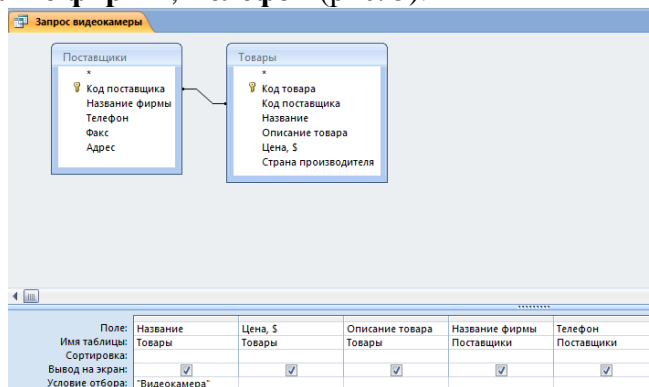 Запрос видеокамеры
Поставщики
*
Код поставщика
Название фирмы
Телефон
Факс
Адрес
Товары
*
Код товара
Код поставщика
Название
Описание товара
Цена, $
Страна производителя
Поле: Название Цена, $ Описание товара Название фирмы Телефон
Имя таблицы: Товары Товары Товары Поставщики Поставщики
Сортировка:
Вывод на экран:
Условие отбора: "Видеокамера"